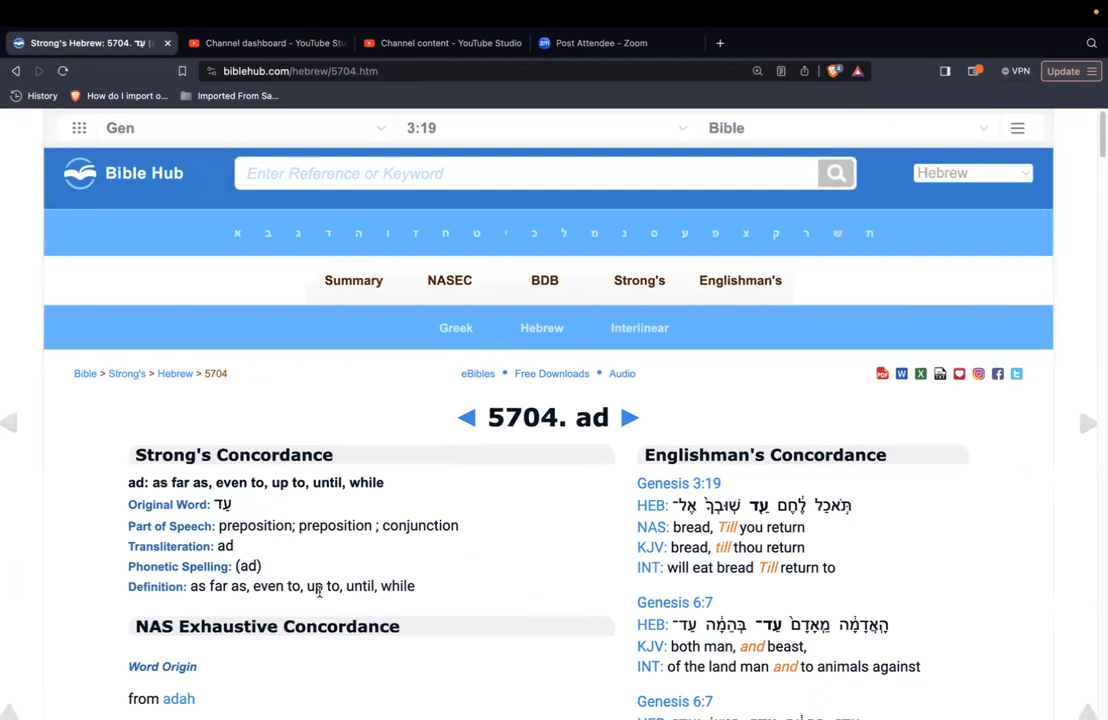 Strong's Hebrew: 5704. עַד
Channel dashboard - YouTube Stu
Channel content - YouTube Studio
Post Attendee - Zoom
biblehub.com/hebrew/5704.htm
VPN
Update
History
How do I import o...
Imported From Sa...
Gen
3:19
Bible
Bible Hub
Enter Reference or Keyword
Hebrew
א ב ג ד ה ו ז ח ט י כ ל מ נ ס ע פ צ ק ר ש ת
Summary NASEC BDB Strong's Englishman's
Greek Hebrew Interlinear
Bible > Strong's > Hebrew > 5704
eBibles • Free Downloads • Audio
PDF
W
X
◄ 5704. ad ►
Strong's Concordance
ad: as far as, even to, up to, until, while
Original Word: עַד
Part of Speech: preposition; preposition ; conjunction
Transliteration: ad
Phonetic Spelling: (ad)
Definition: as far as, even to, up to, until, while
NAS Exhaustive Concordance
Word Origin
from adah
Englishman's Concordance
Genesis 3:19
HEB: תֹּ֣אכַל לֶ֔חֶם עַ֤ד שֽׁוּבְךָ֙ אֶל־
NAS: bread, Till you return
KJV: bread, till thou return
INT: will eat bread Till return to
Genesis 6:7
HEB: הָֽאֲדָמָ֔ה מֵֽאָדָם֙ עַד־ בְּהֵמָ֔ה עַד־
KJV: both man, and beast,
INT: of the land man and to animals against
Genesis 6:7